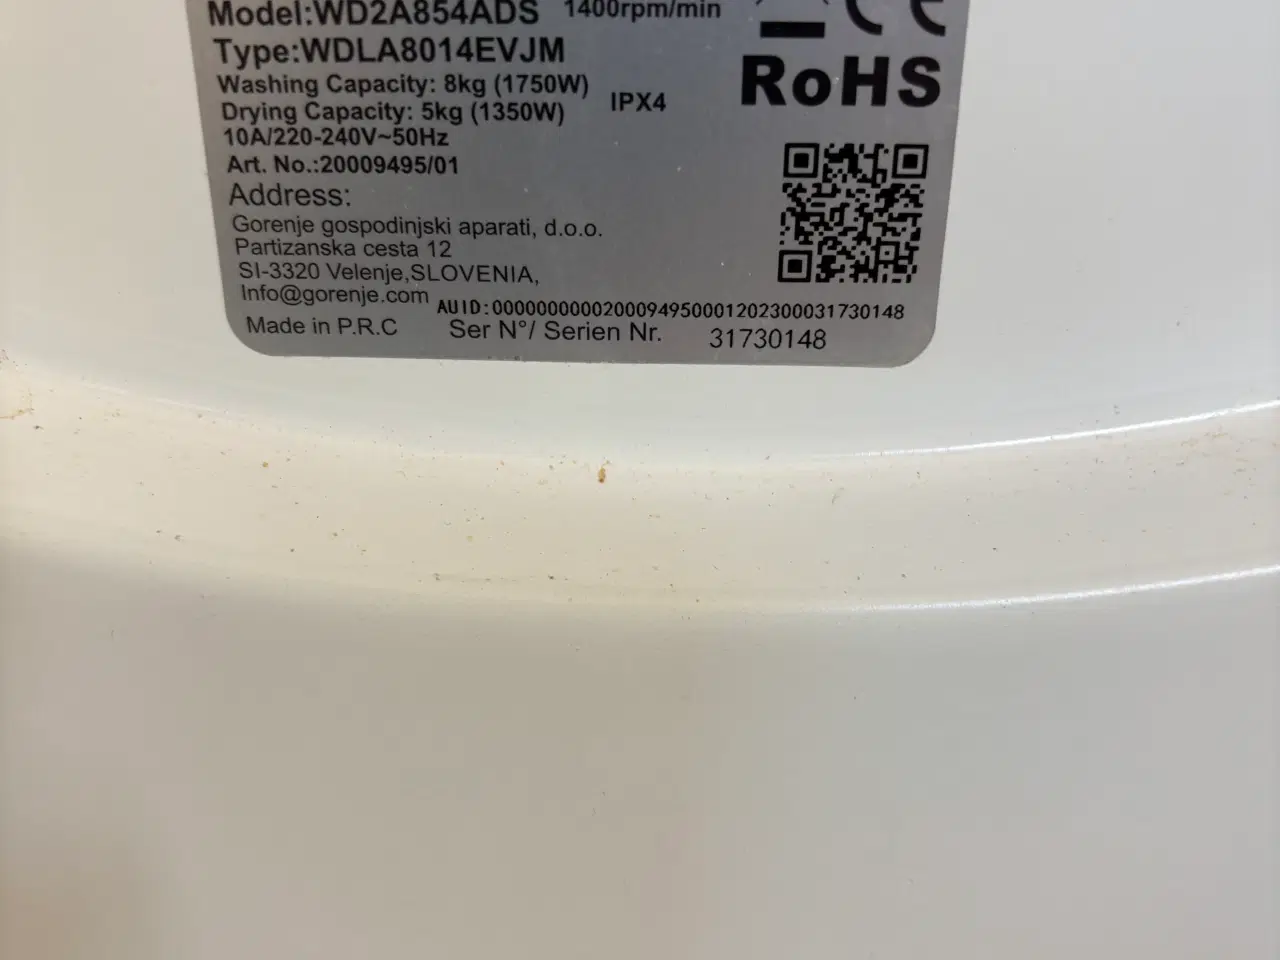 Model:WD2A854ADS 1400rpm/min
Type:WDLA8014EVJM
Washing Capacity: 8kg (1750W)
Drying Capacity: 5kg (1350W) IPX4
10A/220-240V~50Hz
Art. No.:20009495/01
RoHS
Address:
Gorenje gospodinjski aparati, d.o.o.
Partizanska cesta 12
SI-3320 Velenje,SLOVENIA,
Info@gorenje.com
AUID:0000000000200094950001202300031730148
Made in P.R.C Ser N°/ Serien Nr. 31730148